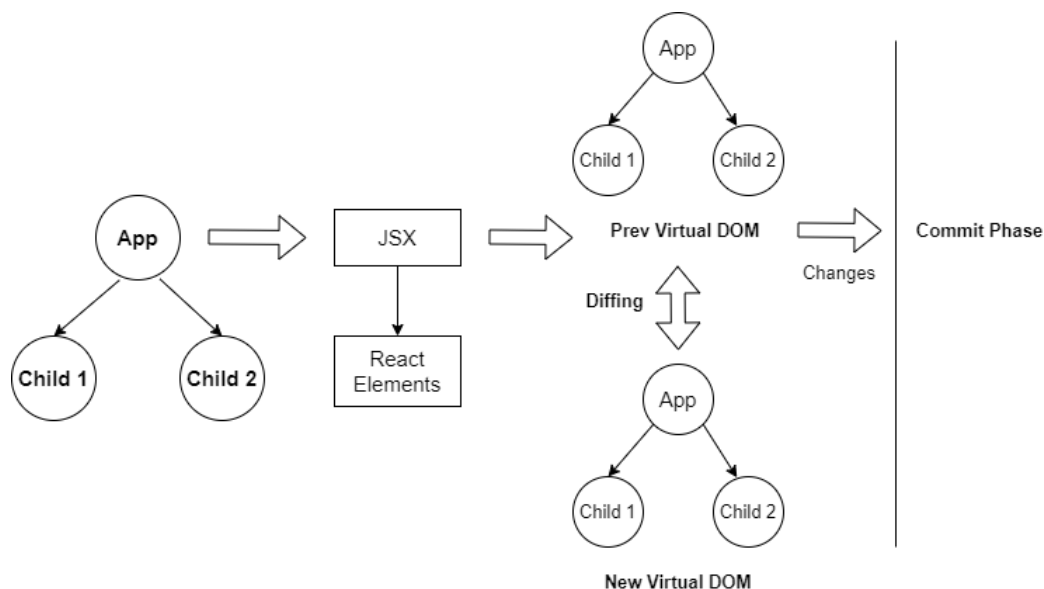 App
Child 1
Child 2
JSX
React
Elements
App
Child 1
Child 2
Prev Virtual DOM
Diffing
App
Child 1
Child 2
New Virtual DOM
Changes
Commit Phase